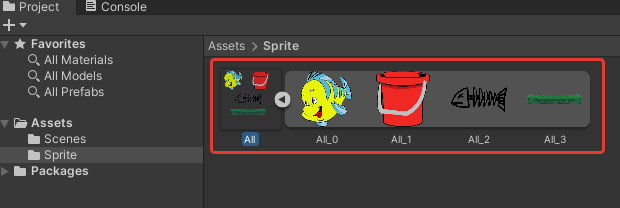 Project
Console
Favorites
All Materials
All Models
All Prefabs
Assets
Scenes
Sprite
Packages
Assets > Sprite
All
All_0
All_1
All_2
All_3